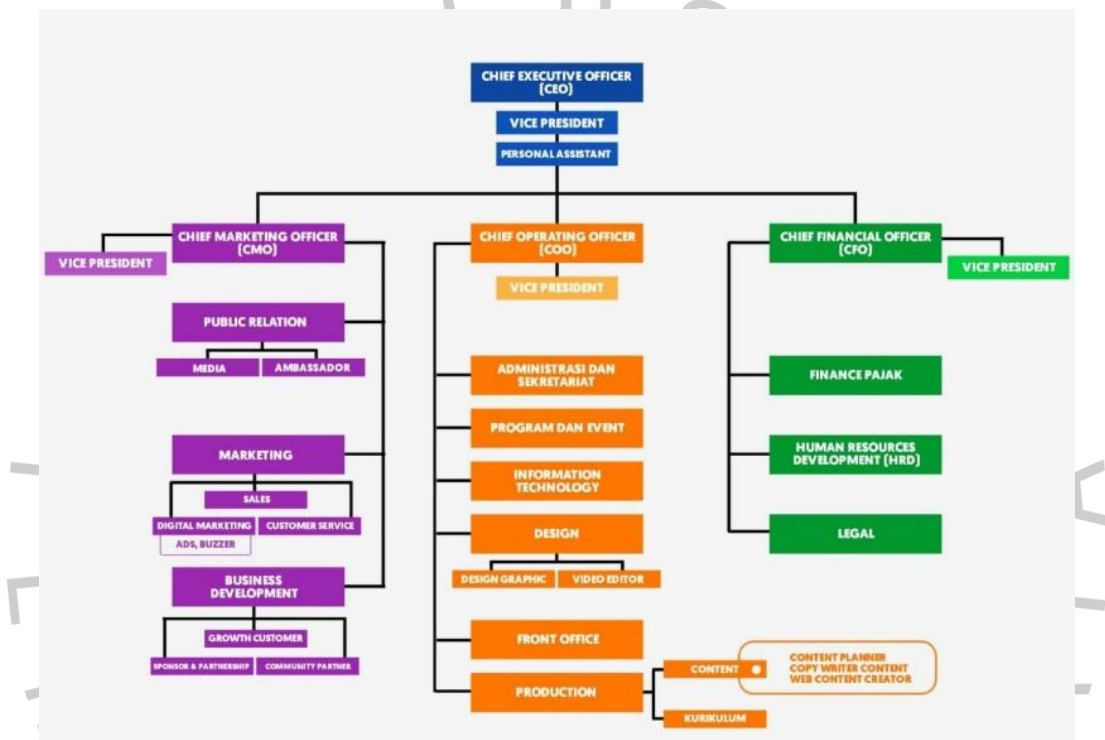 CHIEF EXECUTIVE OFFICER
(CEO)
VICE PRESIDENT
PERSONAL ASSISTANT
CHIEF MARKETING OFFICER
(CMO)
VICE PRESIDENT
PUBLIC RELATION
MEDIA
AMBASSADOR
MARKETING
SALES
DIGITAL MARKETING
CUSTOMER SERVICE
ADS, BUZZER
BUSINESS
DEVELOPMENT
GROWTH CUSTOMER
SPONSOR & PARTNERSHIP
COMMUNITY PARTNER
CHIEF OPERATING OFFICER
(COO)
VICE PRESIDENT
ADMINISTRASI DAN
SEKRETARIAT
PROGRAM DAN EVENT
INFORMATION
TECHNOLOGY
DESIGN
DESIGN GRAPHIC
VIDEO EDITOR
FRONT OFFICE
PRODUCTION
CONTENT
CONTENT PLANNER
COPY WRITER CONTENT
WEB CONTENT CREATOR
KURIKULUM
CHIEF FINANCIAL OFFICER
(CFO)
VICE PRESIDENT
FINANCE PAJAK
HUMAN RESOURCES
DEVELOPMENT (HRD)
LEGAL